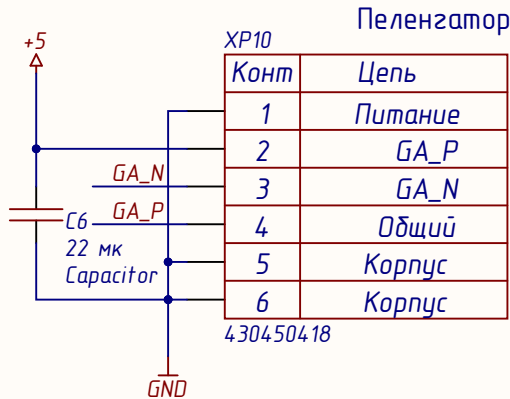 Пеленгатор
+5
XP10
Конт Цепь
1 Питание
2 GA_P
GA_N
3 GA_N
GA_P
4 Общий
C6
22 мк
Capacitor
5 Корпус
6 Корпус
430450418
GND